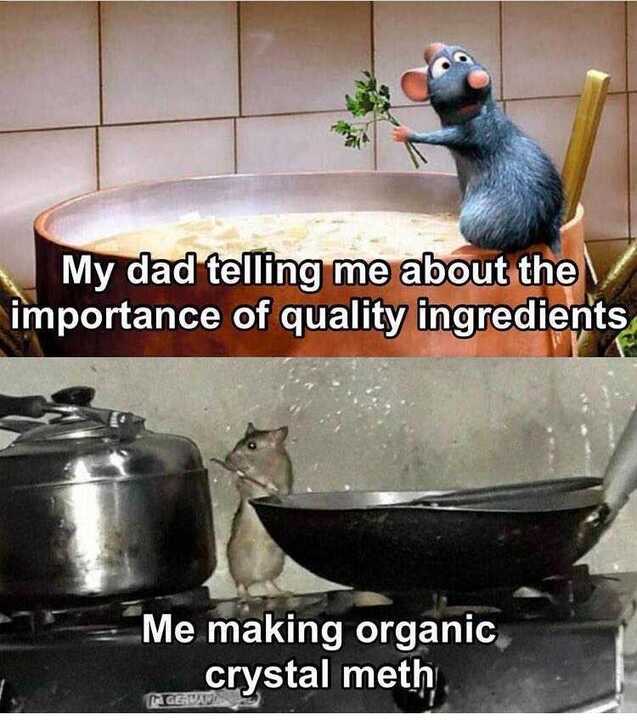 My dad telling me about the
importance of quality ingredients
Me making organic
crystal meth